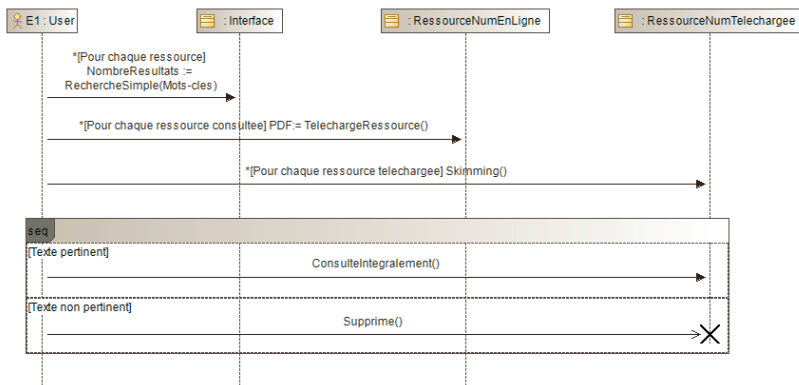 E1 : User
: Interface
: RessourceNumEnLigne
: RessourceNumTelechargee
*[Pour chaque ressource]
NombreResultats :=
RechercheSimple(Mots-cles)
*[Pour chaque ressource consultee] PDF:= TelechargeRessource()
*[Pour chaque ressource telechargee] Skimming()
seq
[Texte pertinent]
ConsulteIntegralement()
[Texte non pertinent]
Supprime()